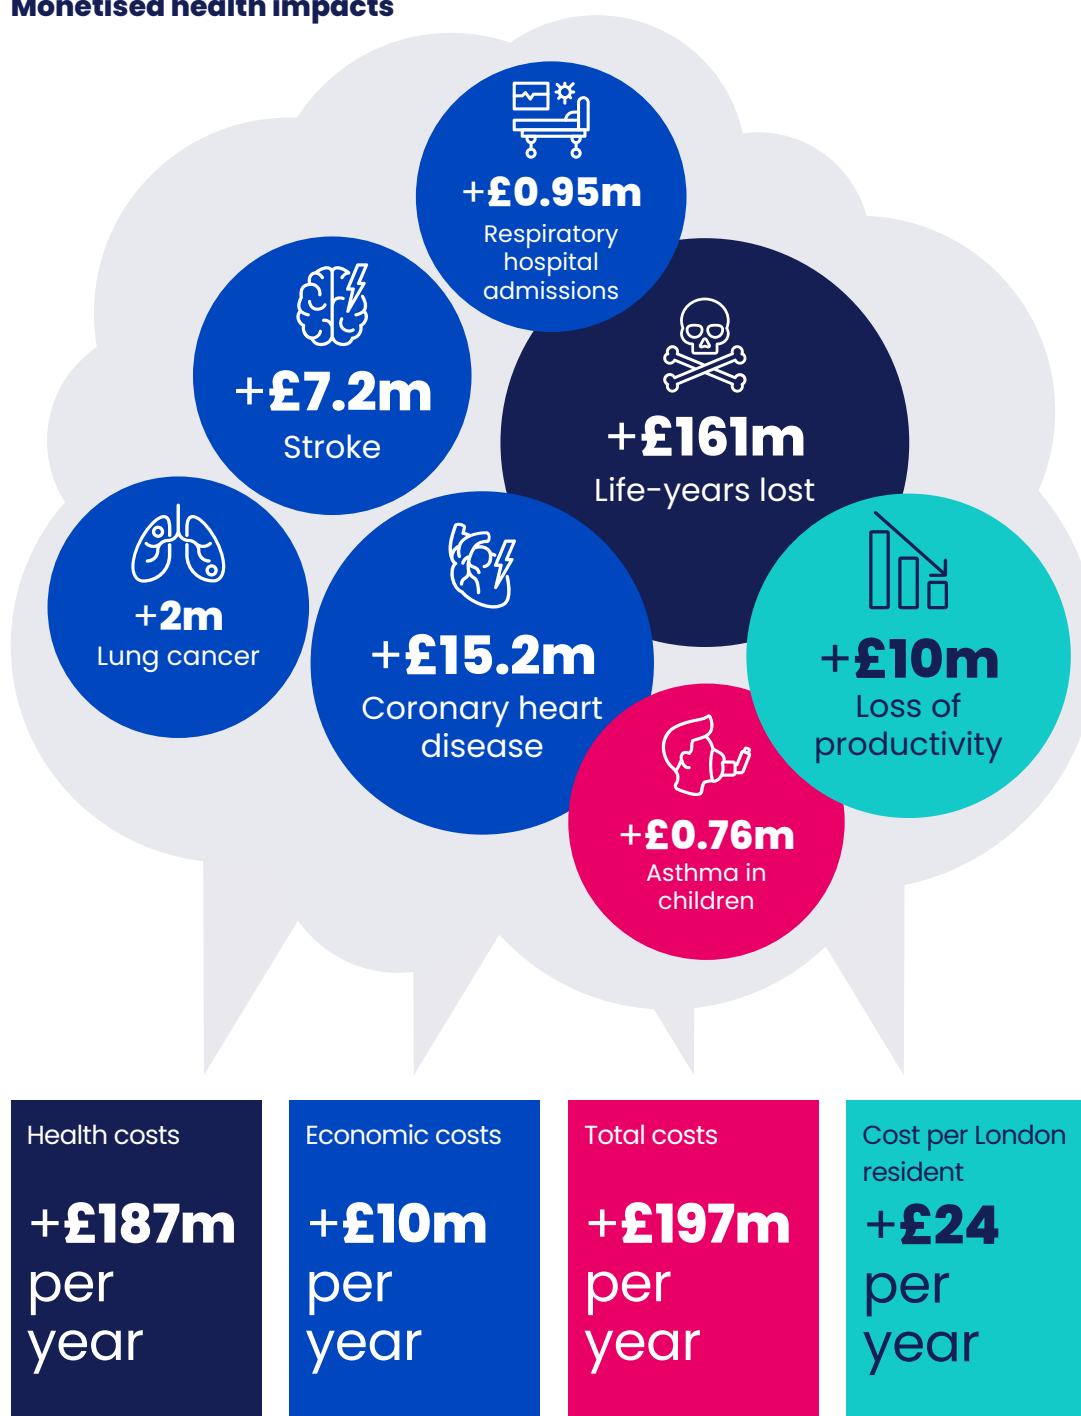 Monetised health impacts
+£0.95m
Respiratory
hospital
admissions
+£7.2m
Stroke
+£161m
Life-years lost
+2m
Lung cancer
+£15.2m
Coronary heart
disease
+£10m
Loss of
productivity
+£0.76m
Asthma in
children
Health costs
+£187m
per
year
Economic costs
+£10m
per
year
Total costs
+£197m
per
year
Cost per London
resident
+£24
per
year